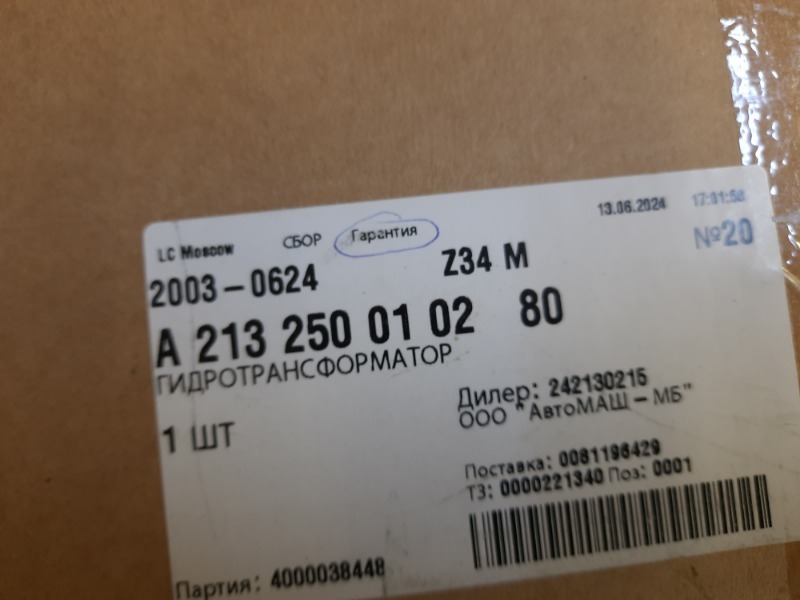 LC Moscow СБОР Гарантия 13.06.2024 17:01:56
2003-0624 Z34 M №20
A 213 250 01 02 80
ГИДРОТРАНСФОРМАТОР
1 ШТ
Дилер: 242130215
ООО "АвтоМАШ-МБ"
Поставка: 0081196429
ТЗ: 0000221340 Поз: 0001
Партия: 4000038448